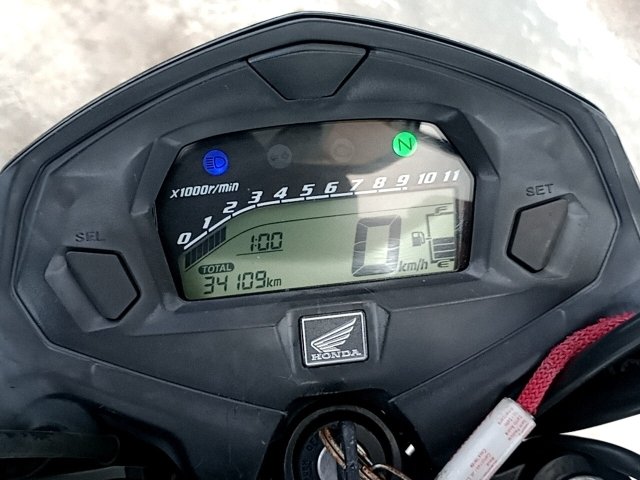 N
x1000r/min
0 1 2 3 4 5 6 7 8 9 10 11
SEL
SET
1:00
0
km/h
F
E
TOTAL
34109km
HONDA